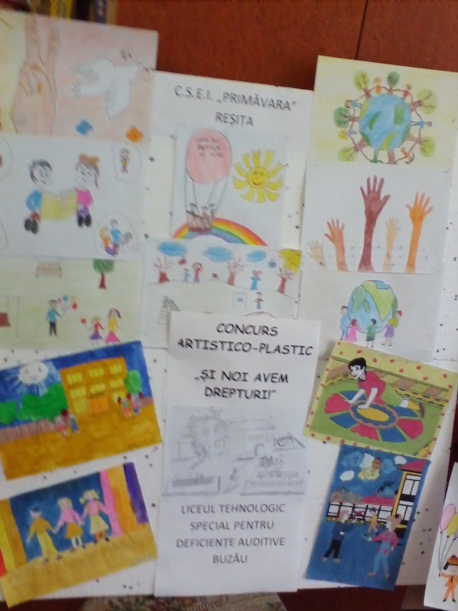 C.S.E.I. „PRIMĂVARA”
REȘIȚA
CONCURS
ARTISTICO-PLASTIC
„ȘI NOI AVEM
DREPTURI!”
LICEUL TEHNOLOGIC
SPECIAL PENTRU
DEFICIENȚE AUDITIVE
BUZĂU